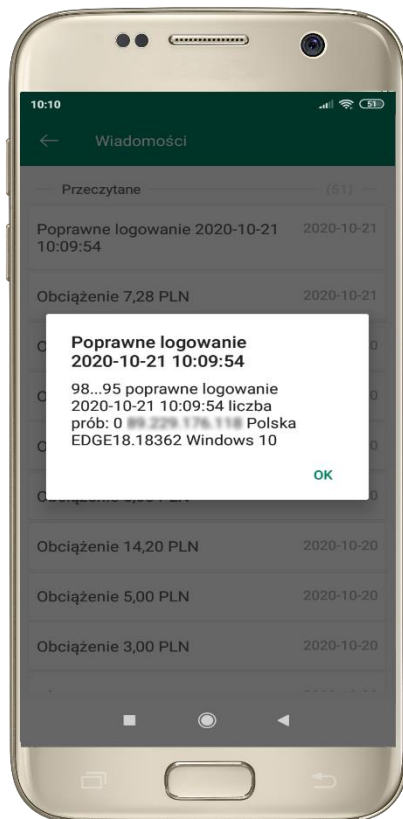 10:10
51
Wiadomości
Przeczytane (51)
Poprawne logowanie 2020-10-21 2020-10-21
10:09:54
Obciążenie 7,28 PLN 2020-10-21
Poprawne logowanie
2020-10-21 10:09:54
98...95 poprawne logowanie
2020-10-21 10:09:54 liczba
prób: 0 Polska
EDGE18.18362 Windows 10
OK
Obciążenie 14,20 PLN 2020-10-20
Obciążenie 5,00 PLN 2020-10-20
Obciążenie 3,00 PLN 2020-10-20